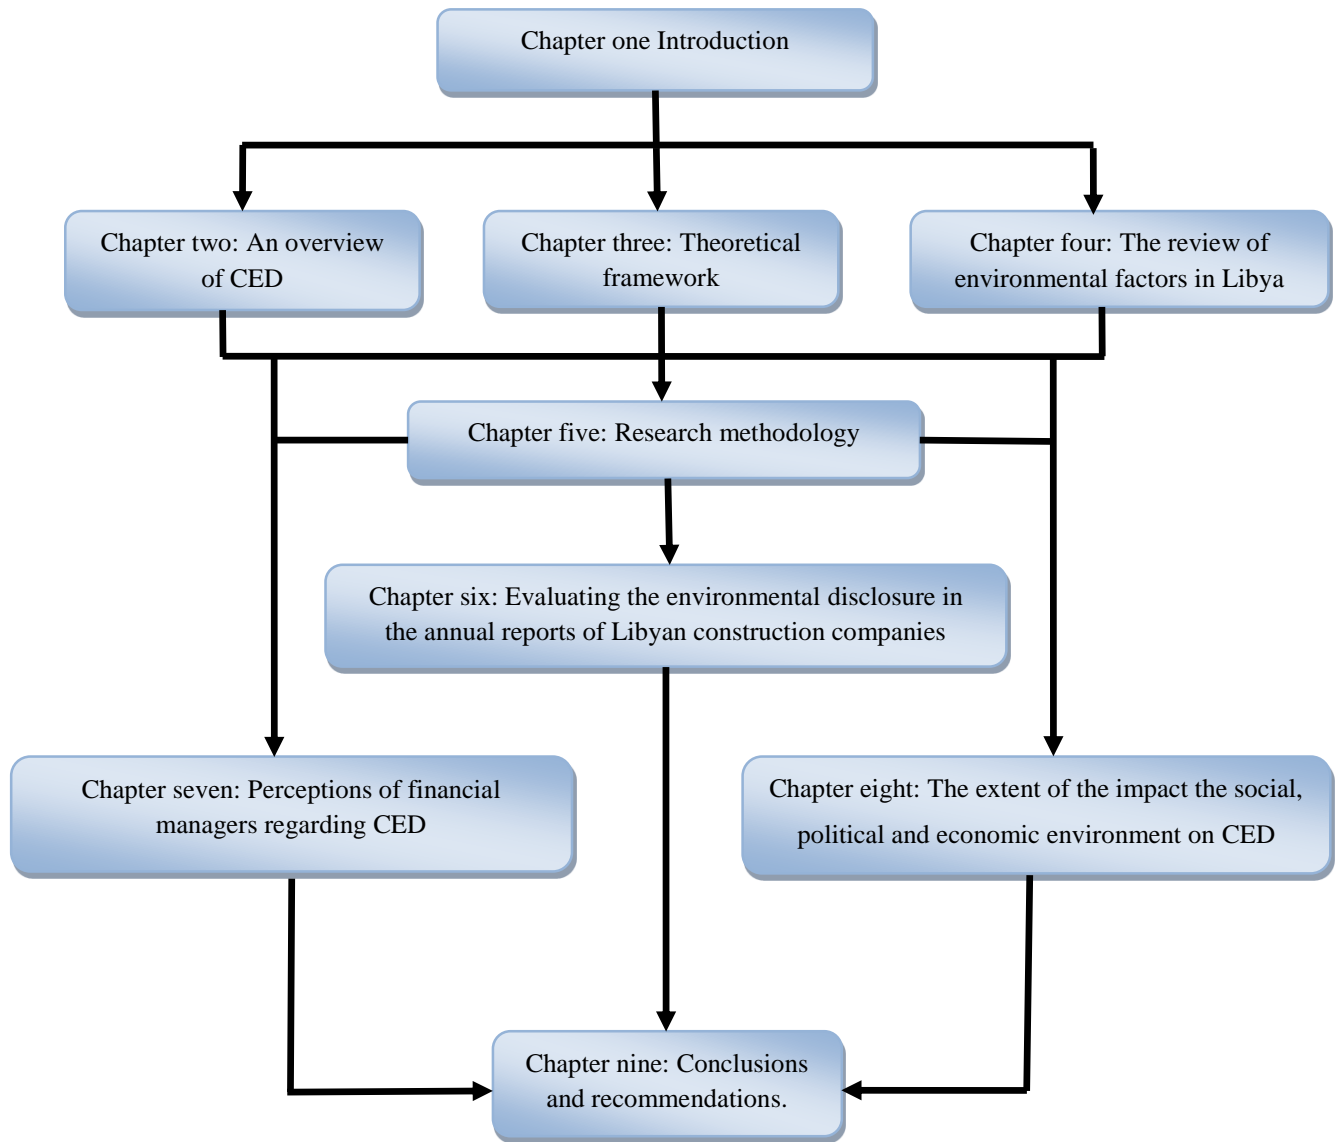 Chapter one Introduction
Chapter two: An overview
of CED
Chapter three: Theoretical
framework
Chapter four: The review of
environmental factors in Libya
Chapter five: Research methodology
Chapter six: Evaluating the environmental disclosure in
the annual reports of Libyan construction companies
Chapter seven: Perceptions of financial
managers regarding CED
Chapter eight: The extent of the impact the social,
political and economic environment on CED
Chapter nine: Conclusions
and recommendations.